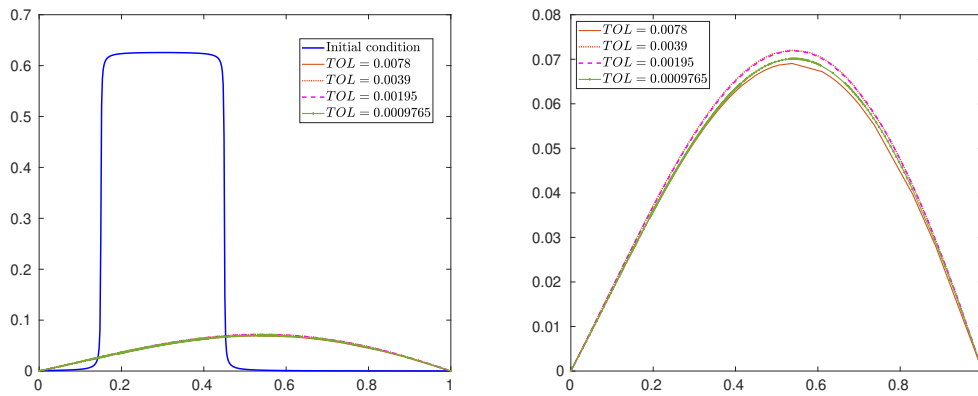 0.7
0.6
0.5
0.4
0.3
0.2
0.1
0
0 0.2 0.4 0.6 0.8 1
Initial condition
TOL = 0.0078
TOL = 0.0039
TOL = 0.00195
TOL = 0.0009765
0.08
0.07
0.06
0.05
0.04
0.03
0.02
0.01
0
0 0.2 0.4 0.6 0.8
TOL = 0.0078
TOL = 0.0039
TOL = 0.00195
TOL = 0.0009765